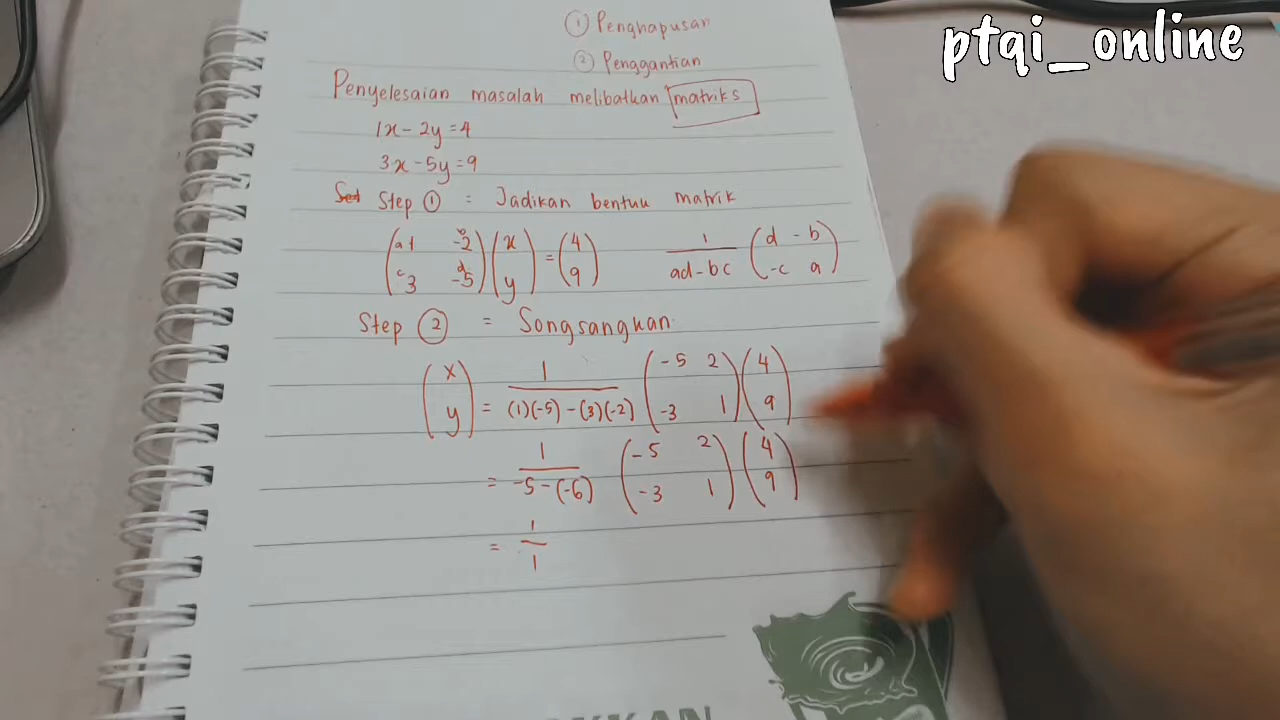 ptqi_online
① Penghapusan
② Penggantian
Penyelesaian masalah melibatkan matriks
1x - 2y = 4
3x - 5y = 9
Step ① = Jadikan bentuu matrik
(a1 b-2) (x) = (4) 1 (d -b)
(c3 d-5) (y) (9) ad-bc (-c a)
Step ② = Songsangkan.
(x) 1 (-5 2) (4)
(y) = (1)(-5) - (3)(-2) (-3 1) (9)
1 (-5 2) (4)
= -5 - (-6) (-3 1) (9)
= 1
1